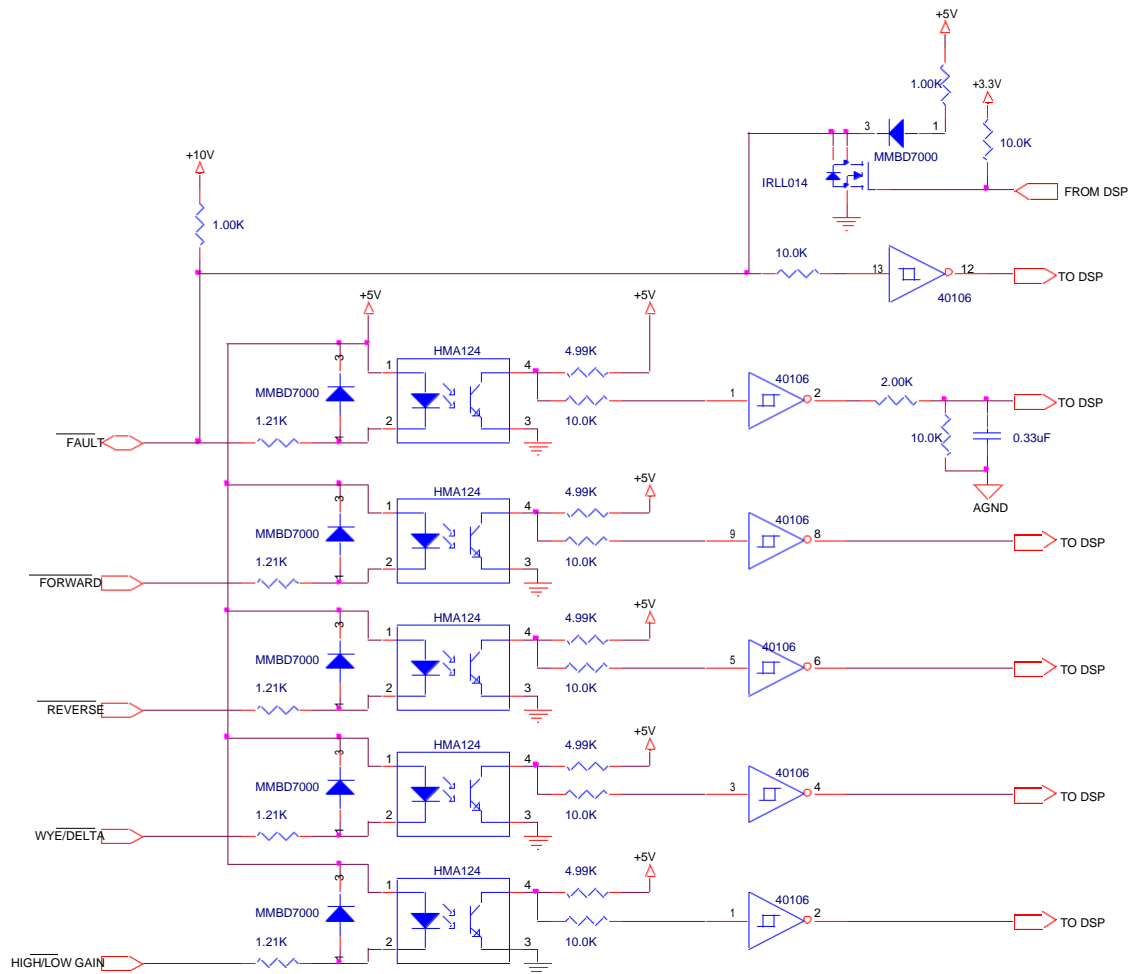 +5V
1.00K
+3.3V
3
1
MMBD7000
10.0K
IRLL014
FROM DSP
+10V
1.00K
10.0K
13
12
TO DSP
40106
+5V
+5V
3
HMA124
4.99K
1
4
MMBD7000
1.21K
2
3
10.0K
1
FAULT
1
40106
2
2.00K
TO DSP
10.0K
0.33uF
AGND
3
HMA124
4.99K
+5V
1
4
MMBD7000
1.21K
2
3
10.0K
1
FORWARD
9
40106
8
TO DSP
3
HMA124
4.99K
+5V
1
4
MMBD7000
1.21K
2
3
10.0K
1
REVERSE
5
40106
6
TO DSP
3
HMA124
4.99K
+5V
1
4
MMBD7000
1.21K
2
3
10.0K
1
WYE/DELTA
3
40106
4
TO DSP
3
HMA124
4.99K
+5V
1
4
MMBD7000
1.21K
2
3
10.0K
1
HIGH/LOW GAIN
1
40106
2
TO DSP